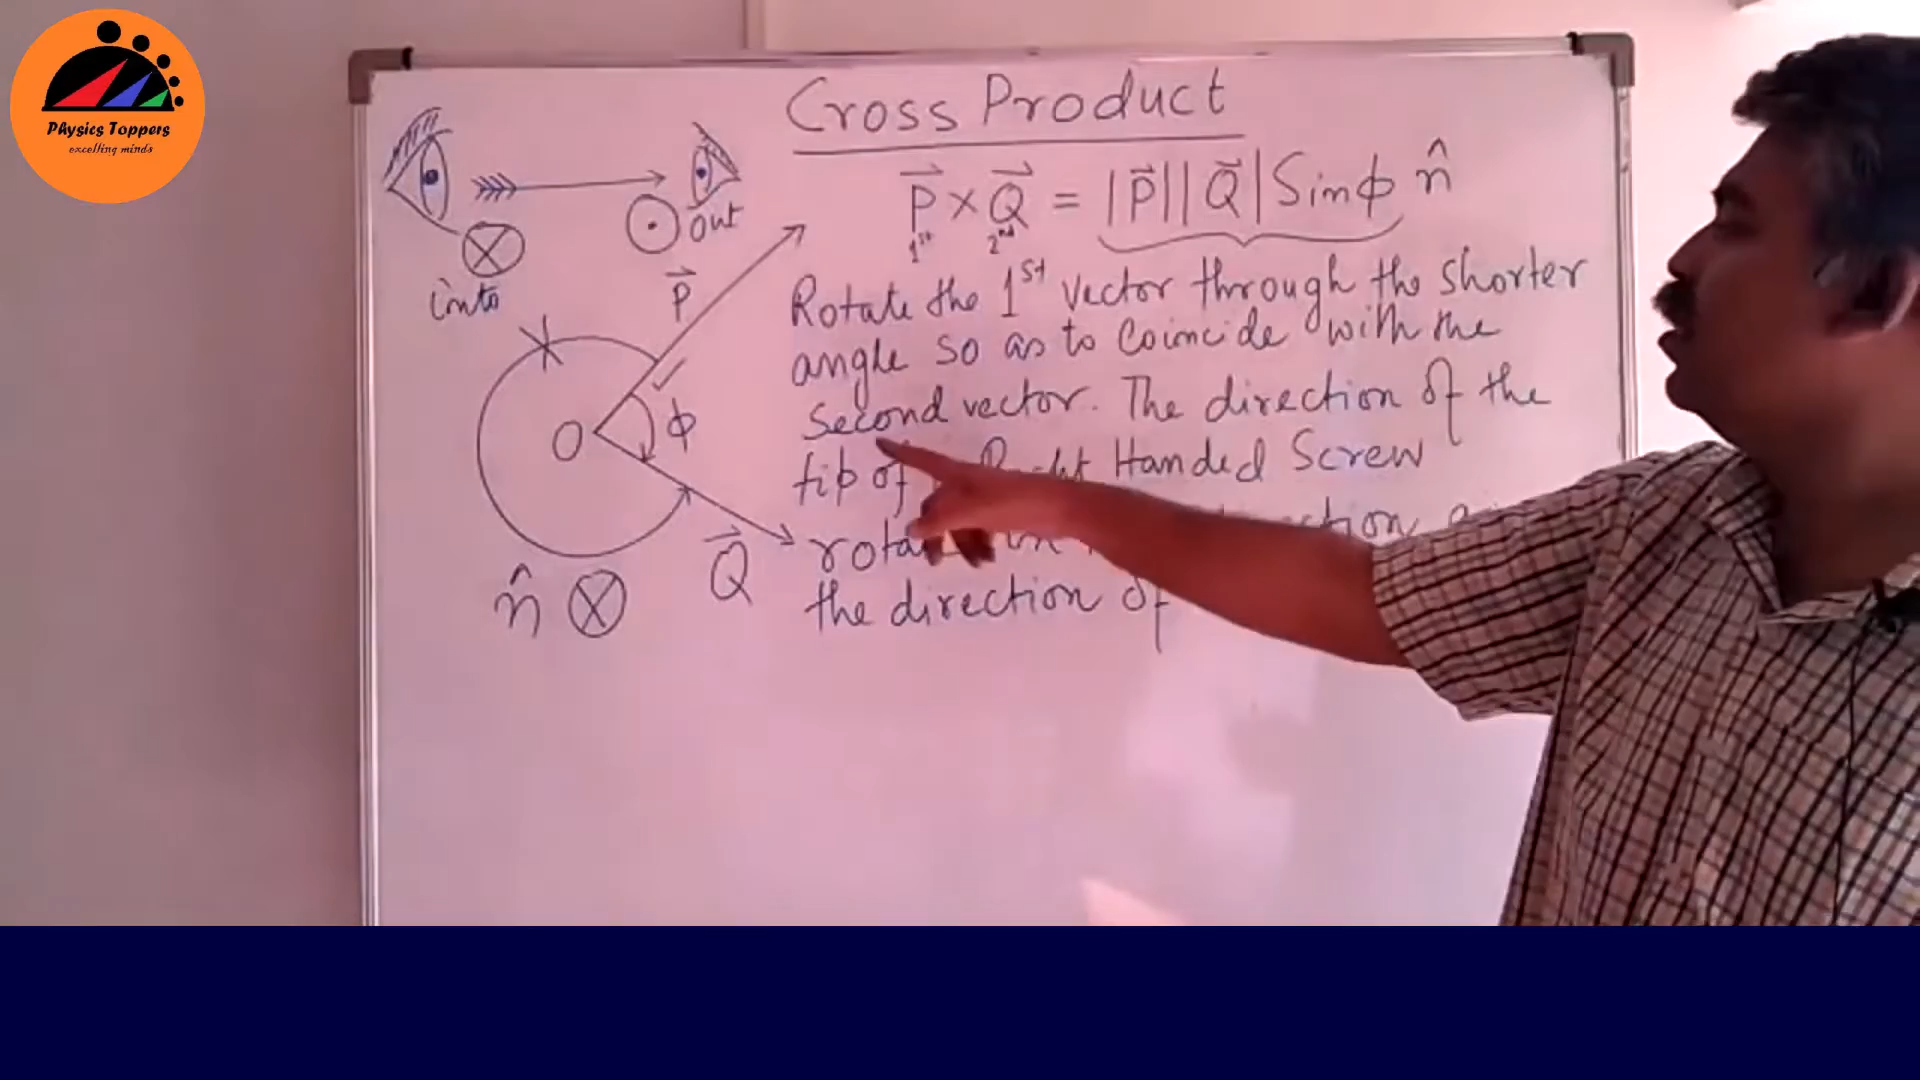 Physics Toppers
excelling minds
Cross Product
P⃗ × Q⃗ = |P⃗||Q⃗| Sinϕ n̂
1st 2nd
into
out
P⃗
O
ϕ
Q⃗
n̂
Rotate the 1st vector through the shorter
angle so as to coincide with the
second vector. The direction of the
tip of Handed Screw
the direction of